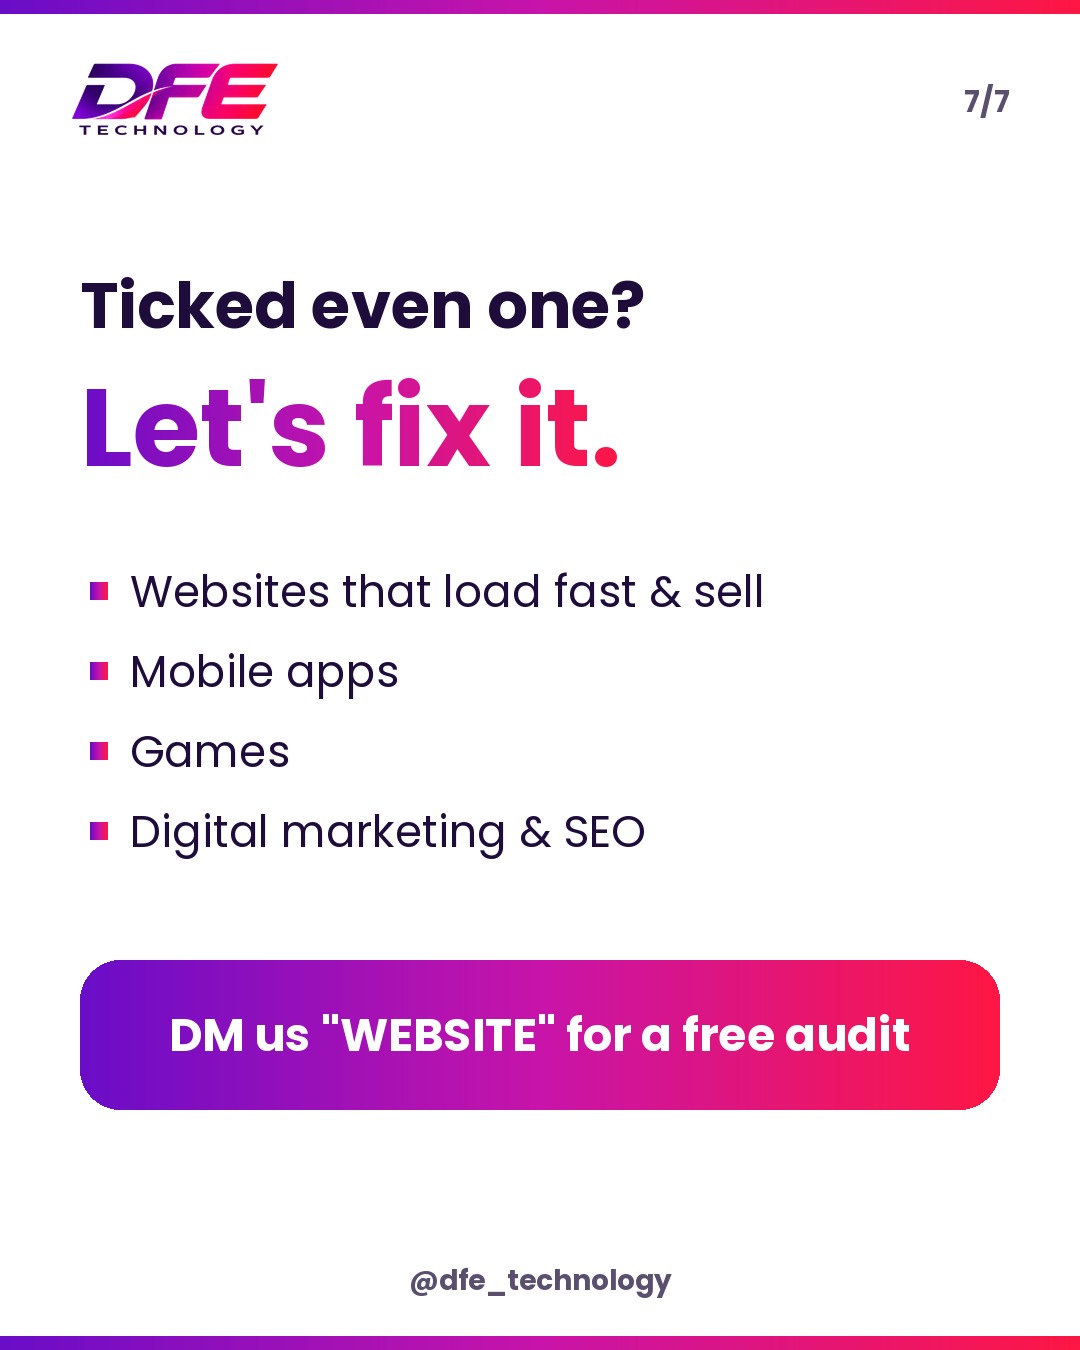 DFE
TECHNOLOGY
7/7
Ticked even one?
Let's fix it.
Websites that load fast & sell
Mobile apps
Games
Digital marketing & SEO
DM us "WEBSITE" for a free audit
@dfe_technology